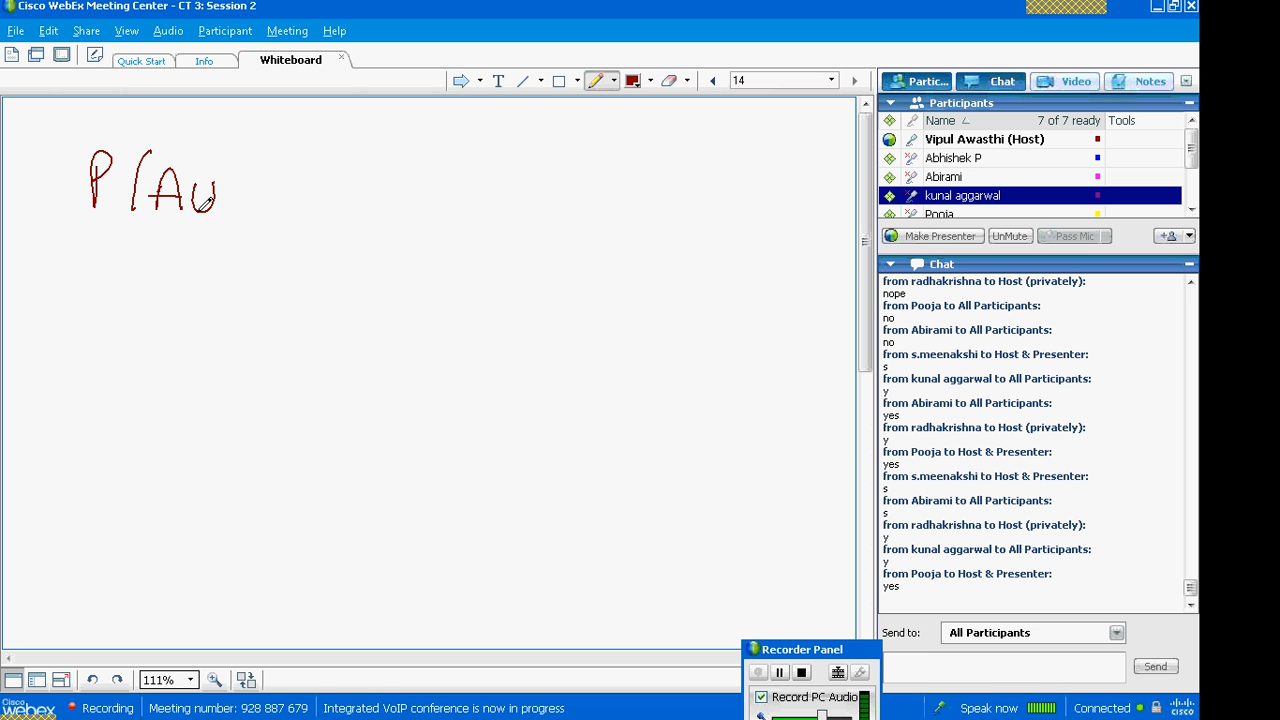 Cisco WebEx Meeting Center - CT 3: Session 2
File Edit Share View Audio Participant Meeting Help
Quick Start Info Whiteboard
T 14
Partic... Chat Video Notes
Participants
Name 7 of 7 ready Tools
Vipul Awasthi (Host)
Abhishek P
Abirami
kunal aggarwal
Pooja
Make Presenter UnMute Pass Mic
Chat
from radhakrishna to Host (privately):
nope
from Pooja to All Participants:
no
from Abirami to All Participants:
no
from s.meenakshi to Host & Presenter:
s
from kunal aggarwal to All Participants:
y
from Abirami to All Participants:
yes
from radhakrishna to Host (privately):
y
from Pooja to Host & Presenter:
yes
from s.meenakshi to Host & Presenter:
s
from Abirami to All Participants:
s
from radhakrishna to Host (privately):
y
from kunal aggarwal to All Participants:
y
from Pooja to Host & Presenter:
yes
Send to: All Participants
Send
P(AU
Recorder Panel
Record PC Audio
111%
Cisco webex Recording Meeting number: 928 887 679 Integrated VoIP conference is now in progress Speak now Connected cisco